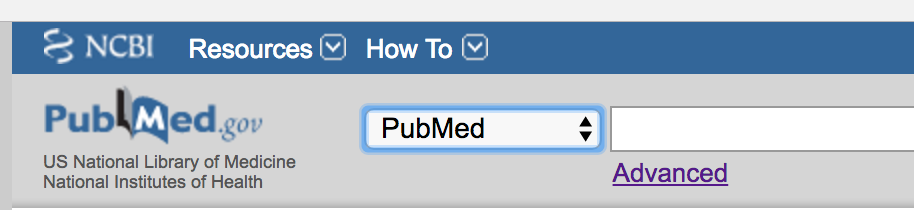 NCBI Resources How To
PubMed.gov
PubMed
US National Library of Medicine
National Institutes of Health
Advanced